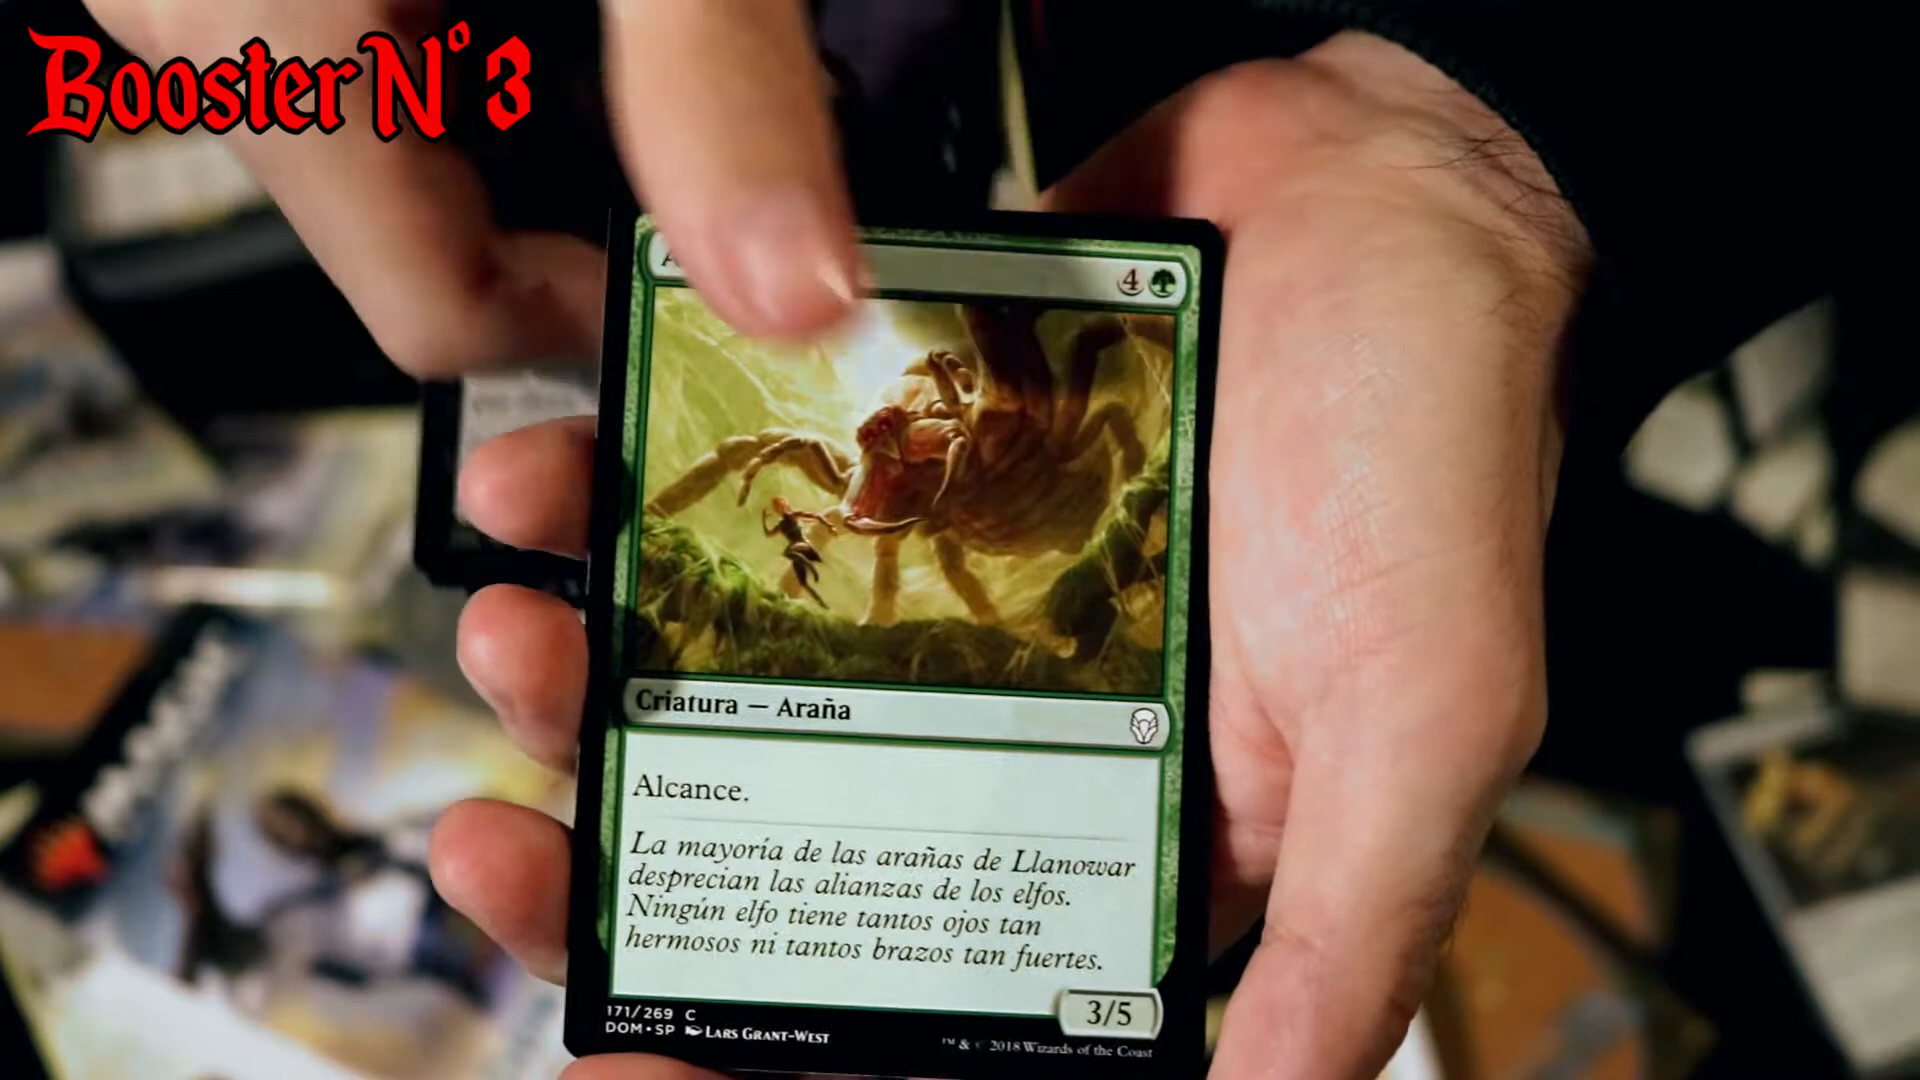 Booster N° 3
4
Criatura — Araña
Alcance.
La mayoría de las arañas de Llanowar
desprecian las alianzas de los elfos.
Ningún elfo tiene tantos ojos tan
hermosos ni tantos brazos tan fuertes.
3/5
171/269 C
DOM • SP LARS GRANT-WEST
™ & © 2018 Wizards of the Coast